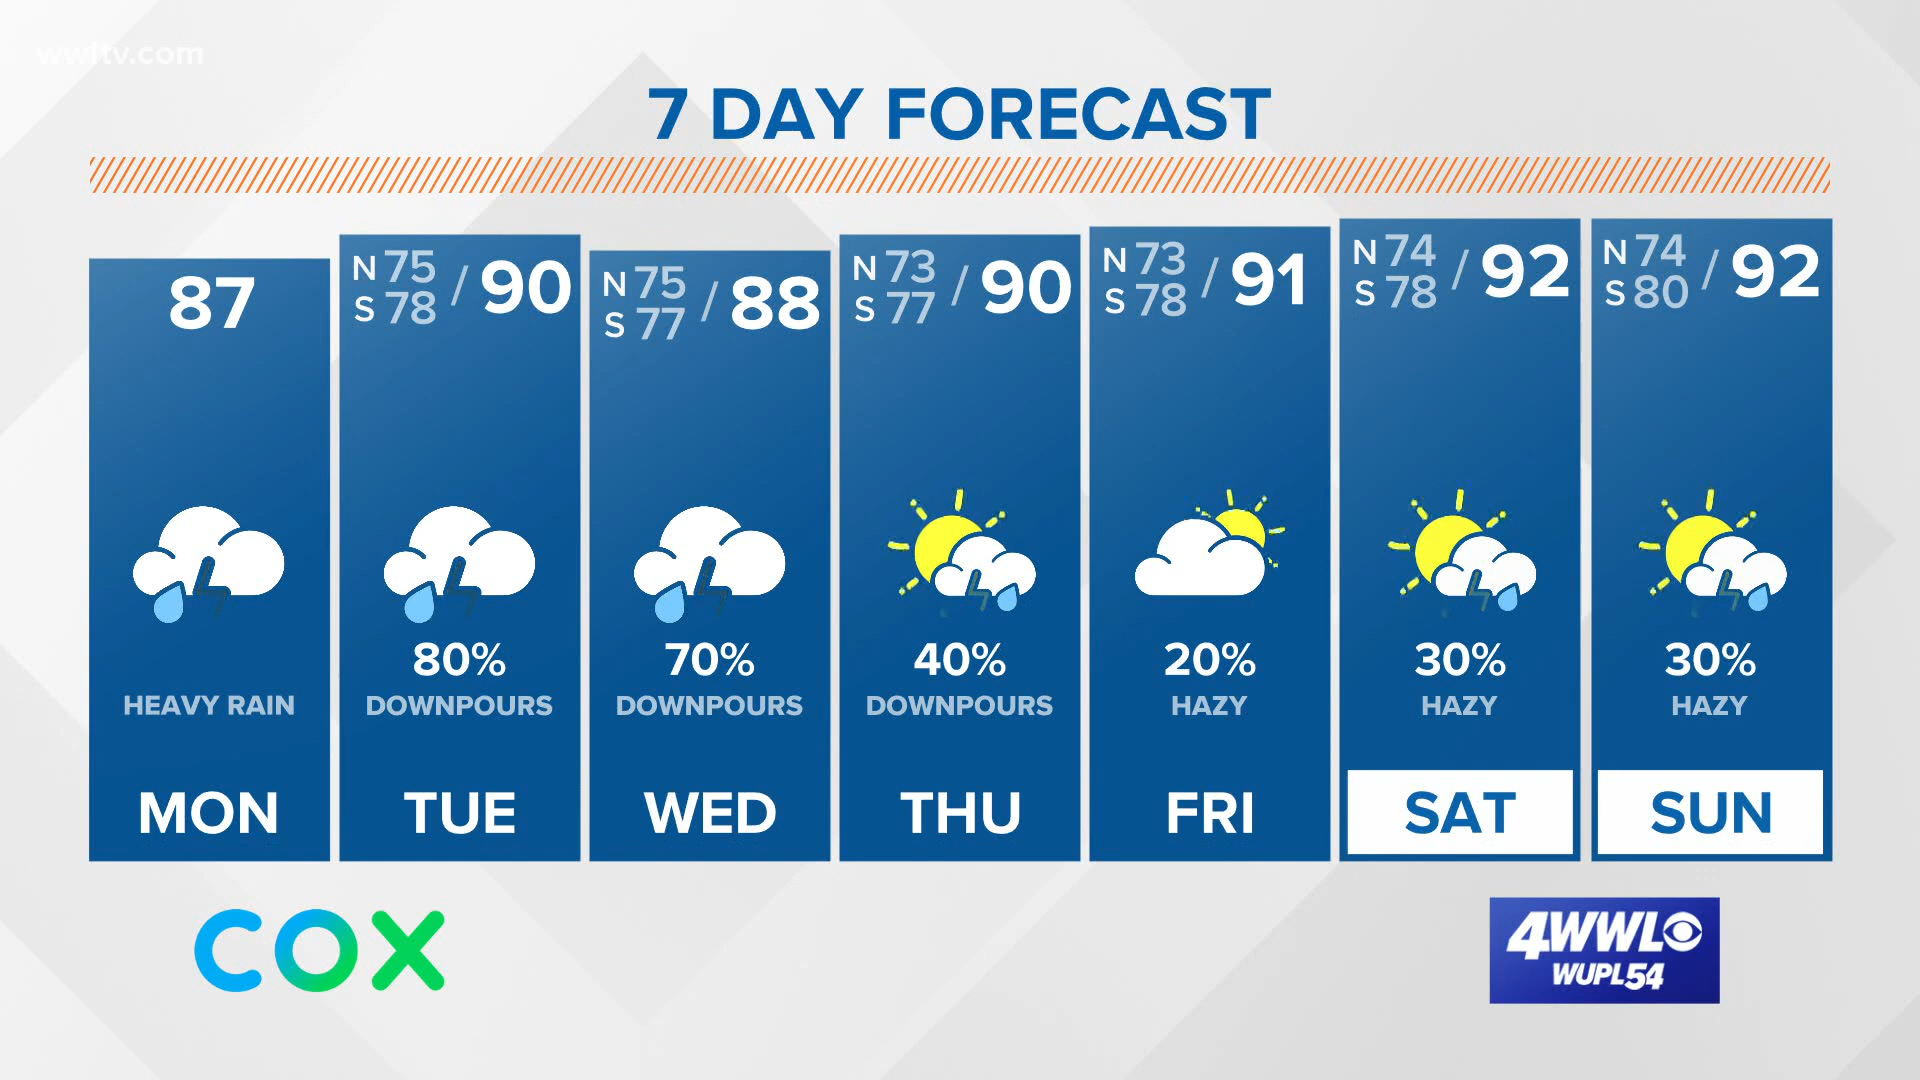 wwltv.com
7 DAY FORECAST
87
HEAVY RAIN
MON
N 75
S 78
/ 90
80%
DOWNPOURS
TUE
N 75
S 77
/ 88
70%
DOWNPOURS
WED
N 73
S 77
/ 90
40%
DOWNPOURS
THU
N 73
S 78
/ 91
20%
HAZY
FRI
N 74
S 78
/ 92
30%
HAZY
SAT
N 74
S 80
/ 92
30%
HAZY
SUN
COX
4WWL
WUPL54